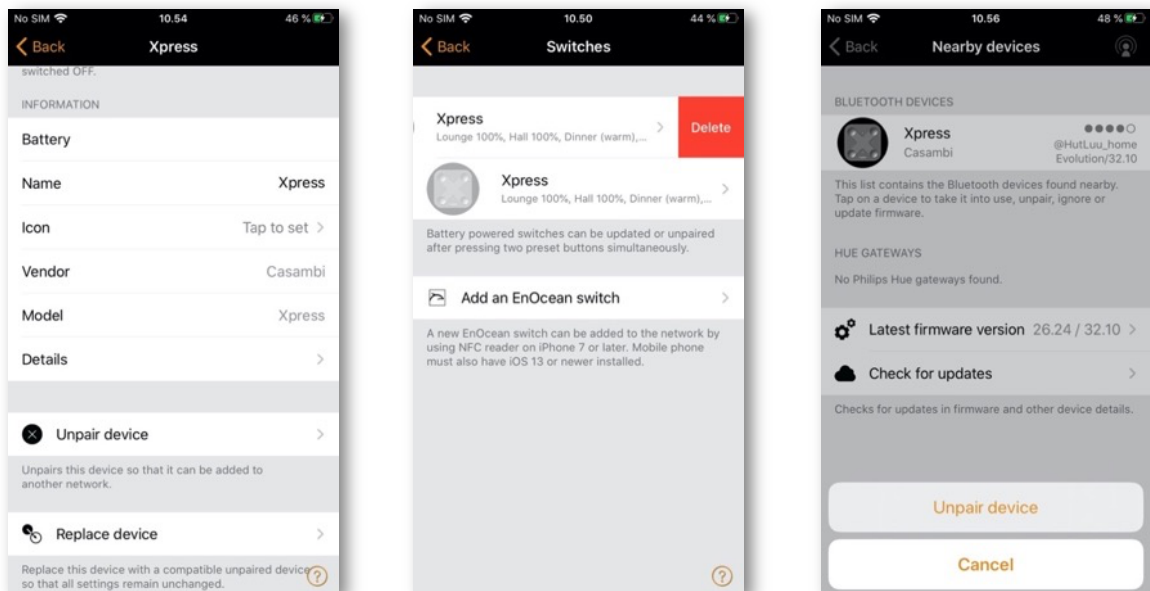 No SIM 10.54 46 %
Back Xpress
switched OFF.
INFORMATION
Battery
Name Xpress
Icon Tap to set
Vendor Casambi
Model Xpress
Details
Unpair device
Unpairs this device so that it can be added to
another network.
Replace device
Replace this device with a compatible unpaired device
so that all settings remain unchanged.
?
No SIM 10.50 44 %
Back Switches
Xpress
Lounge 100%, Hall 100%, Dinner (warm),...
Delete
Xpress
Lounge 100%, Hall 100%, Dinner (warm),...
Battery powered switches can be updated or unpaired
after pressing two preset buttons simultaneously.
Add an EnOcean switch
A new EnOcean switch can be added to the network by
using NFC reader on iPhone 7 or later. Mobile phone
must also have iOS 13 or newer installed.
?
No SIM 10.56 48 %
Back Nearby devices
BLUETOOTH DEVICES
Xpress
Casambi
@HutLuu_home
Evolution/32.10
This list contains the Bluetooth devices found nearby.
Tap on a device to take it into use, unpair, ignore or
update firmware.
HUE GATEWAYS
No Philips Hue gateways found.
Latest firmware version 26.24 / 32.10
Check for updates
Checks for updates in firmware and other device details.
Unpair device
Cancel